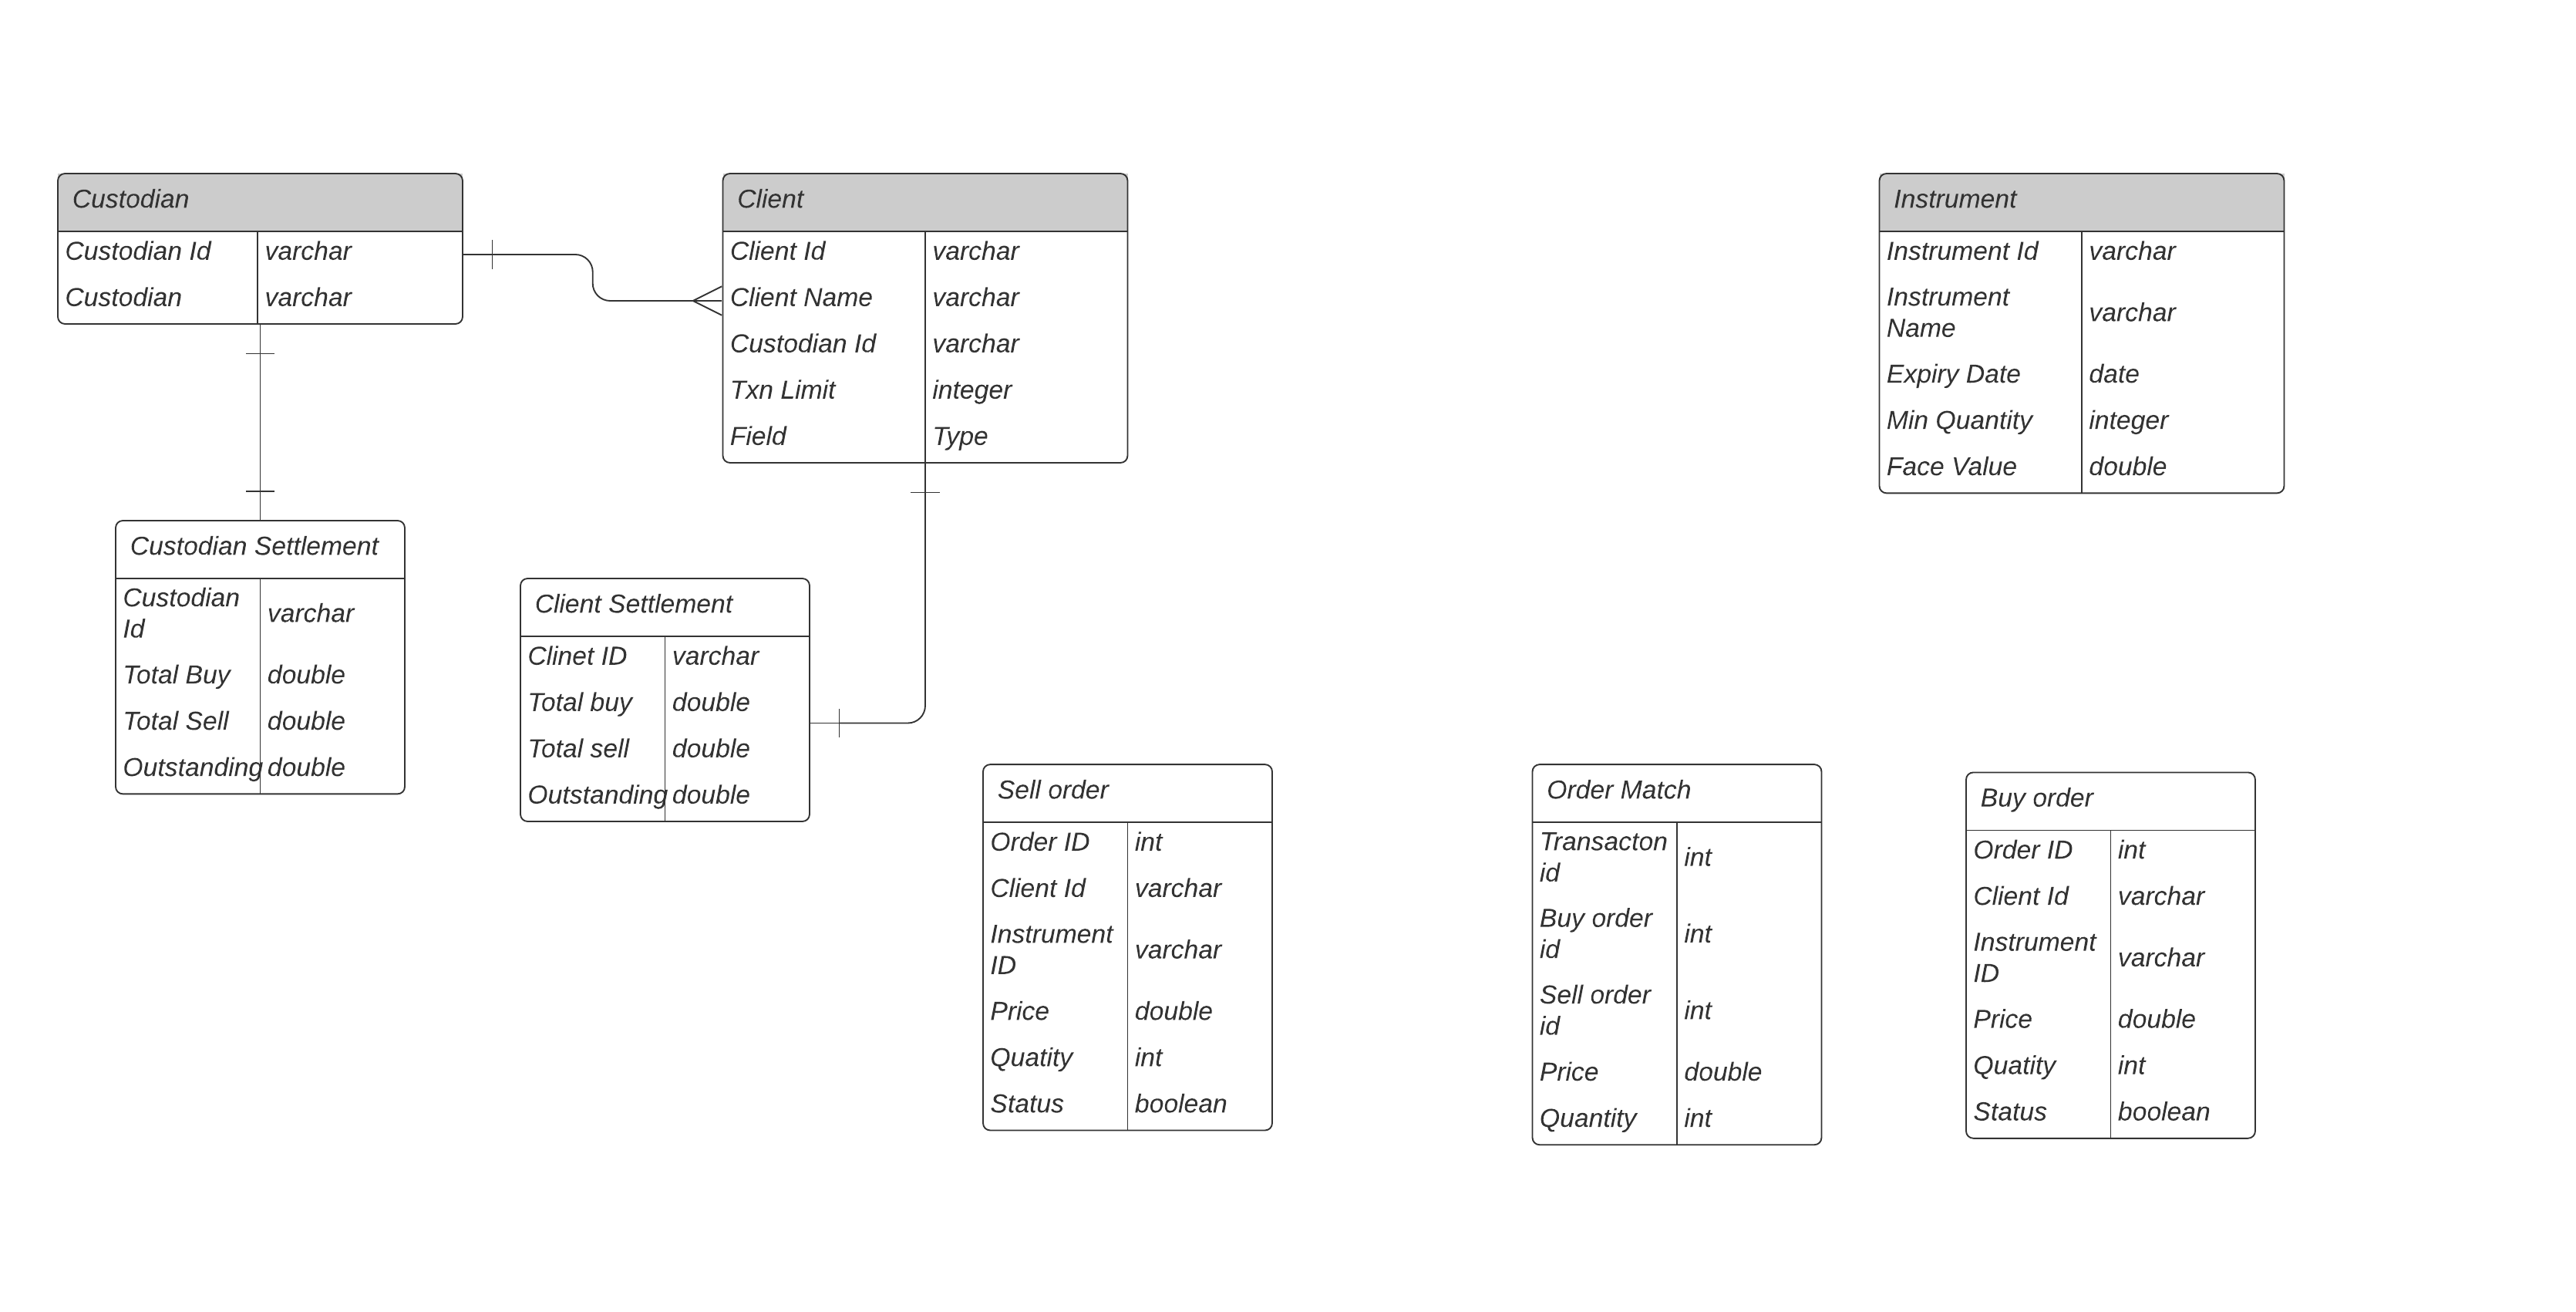 Custodian
Custodian Id varchar
Custodian varchar
Client
Client Id varchar
Client Name varchar
Custodian Id varchar
Txn Limit integer
Field Type
Instrument
Instrument Id varchar
Instrument
Name varchar
Expiry Date date
Min Quantity integer
Face Value double
Custodian Settlement
Custodian
Id varchar
Total Buy double
Total Sell double
Outstanding double
Client Settlement
Clinet ID varchar
Total buy double
Total sell double
Outstanding double
Sell order
Order ID int
Client Id varchar
Instrument
ID varchar
Price double
Quatity int
Status boolean
Order Match
Transacton
id int
Buy order
id int
Sell order
id int
Price double
Quantity int
Buy order
Order ID int
Client Id varchar
Instrument
ID varchar
Price double
Quatity int
Status boolean